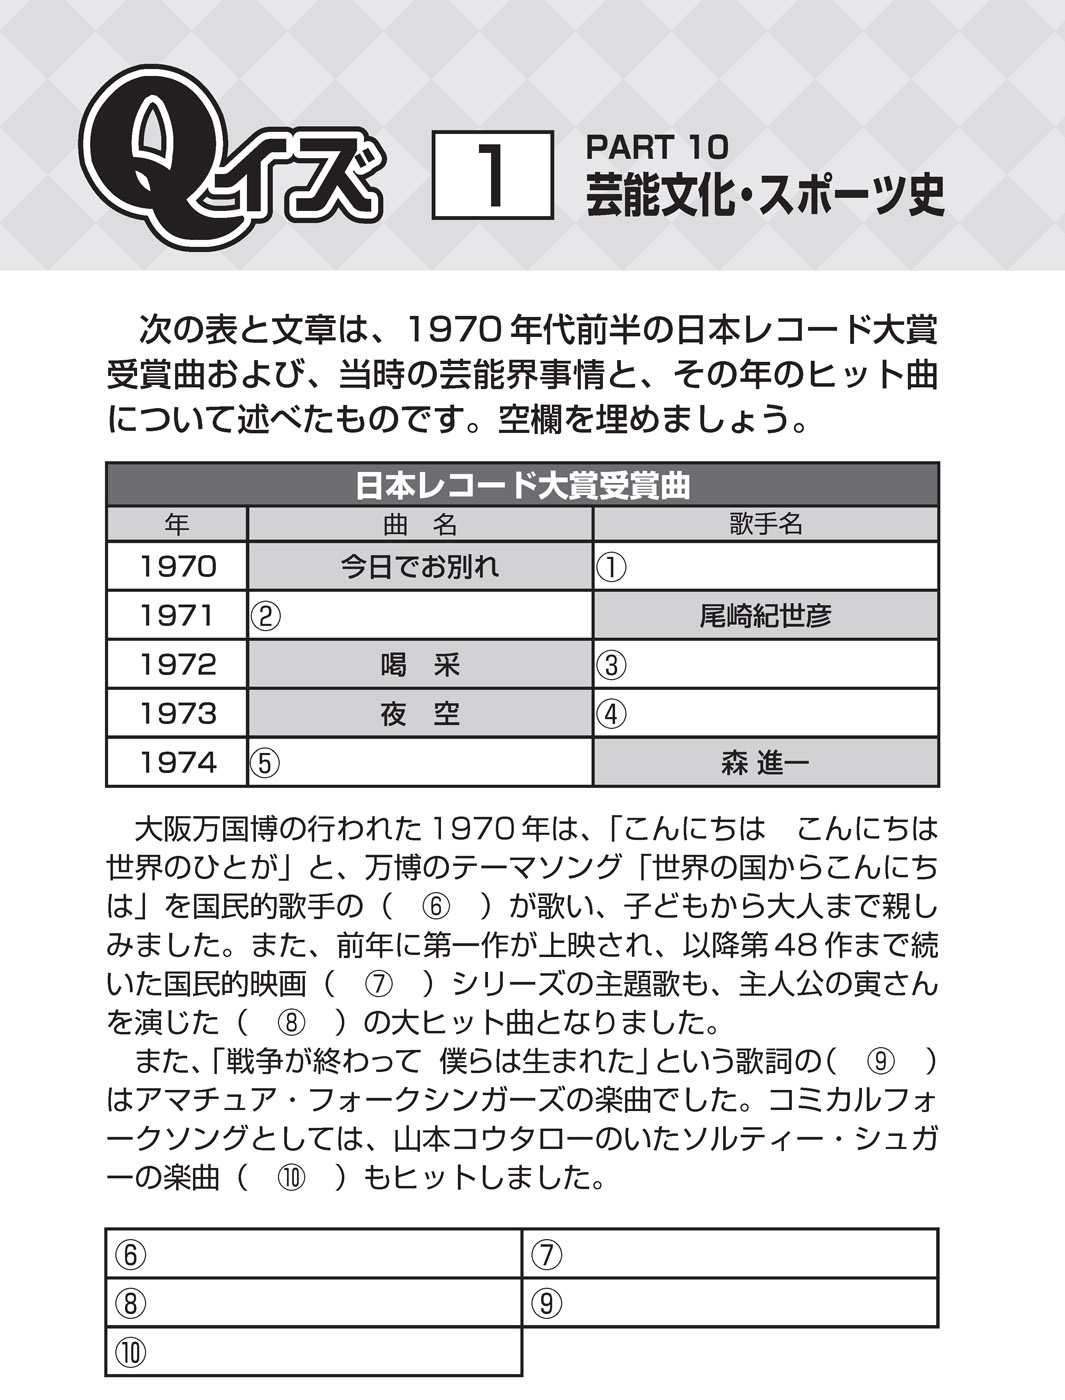 Qイズ
1
PART 10
芸能文化・スポーツ史
次の表と文章は、1970年代前半の日本レコード大賞
受賞曲および、当時の芸能界事情と、その年のヒット曲
について述べたものです。空欄を埋めましょう。
日本レコード大賞受賞曲
年 曲 名 歌手名
1970 今日でお別れ ①
1971 ② 尾崎紀世彦
1972 喝 采 ③
1973 夜 空 ④
1974 ⑤ 森 進一
大阪万国博の行われた1970年は、「こんにちは　こんにちは
世界のひとが」と、万博のテーマソング「世界の国からこんにち
は」を国民的歌手の（　⑥　）が歌い、子どもから大人まで親し
みました。また、前年に第一作が上映され、以降第48作まで続
いた国民的映画（　⑦　）シリーズの主題歌も、主人公の寅さん
を演じた（　⑧　）の大ヒット曲となりました。
また、「戦争が終わって 僕らは生まれた」という歌詞の（　⑨　）
はアマチュア・フォークシンガーズの楽曲でした。コミカルフォ
ークソングとしては、山本コウタローのいたソルティー・シュガ
ーの楽曲（　⑩　）もヒットしました。
⑥ ⑦
⑧ ⑨
⑩